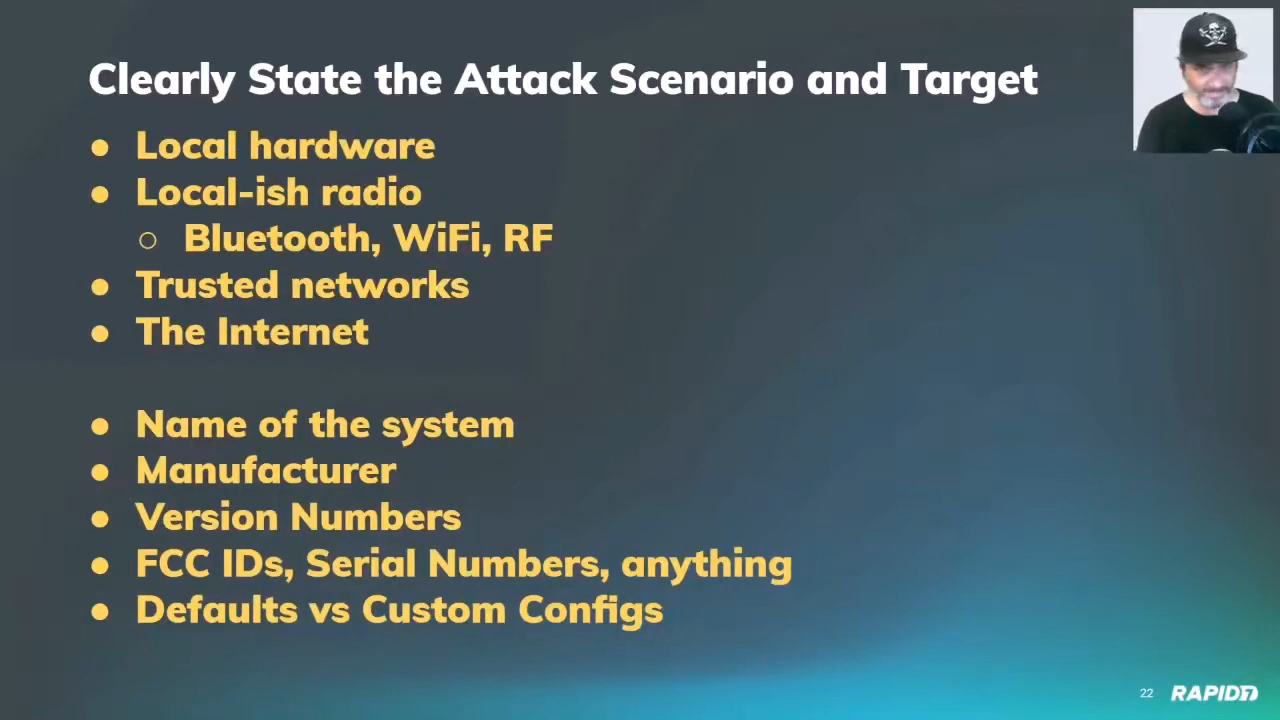 Clearly State the Attack Scenario and Target
● Local hardware
● Local-ish radio
○ Bluetooth, WiFi, RF
● Trusted networks
● The Internet
● Name of the system
● Manufacturer
● Version Numbers
● FCC IDs, Serial Numbers, anything
● Defaults vs Custom Configs
22 RAPID7